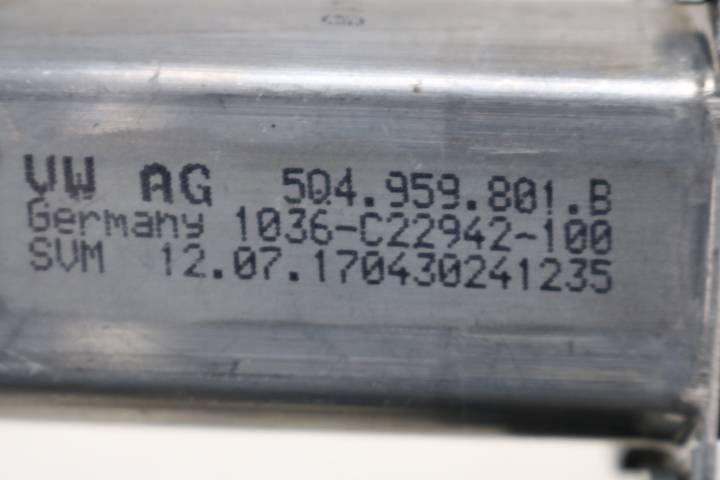 VW AG 5Q4.959.801.B
Germany 1036-C22942-100
SVM 12.07.170430241235